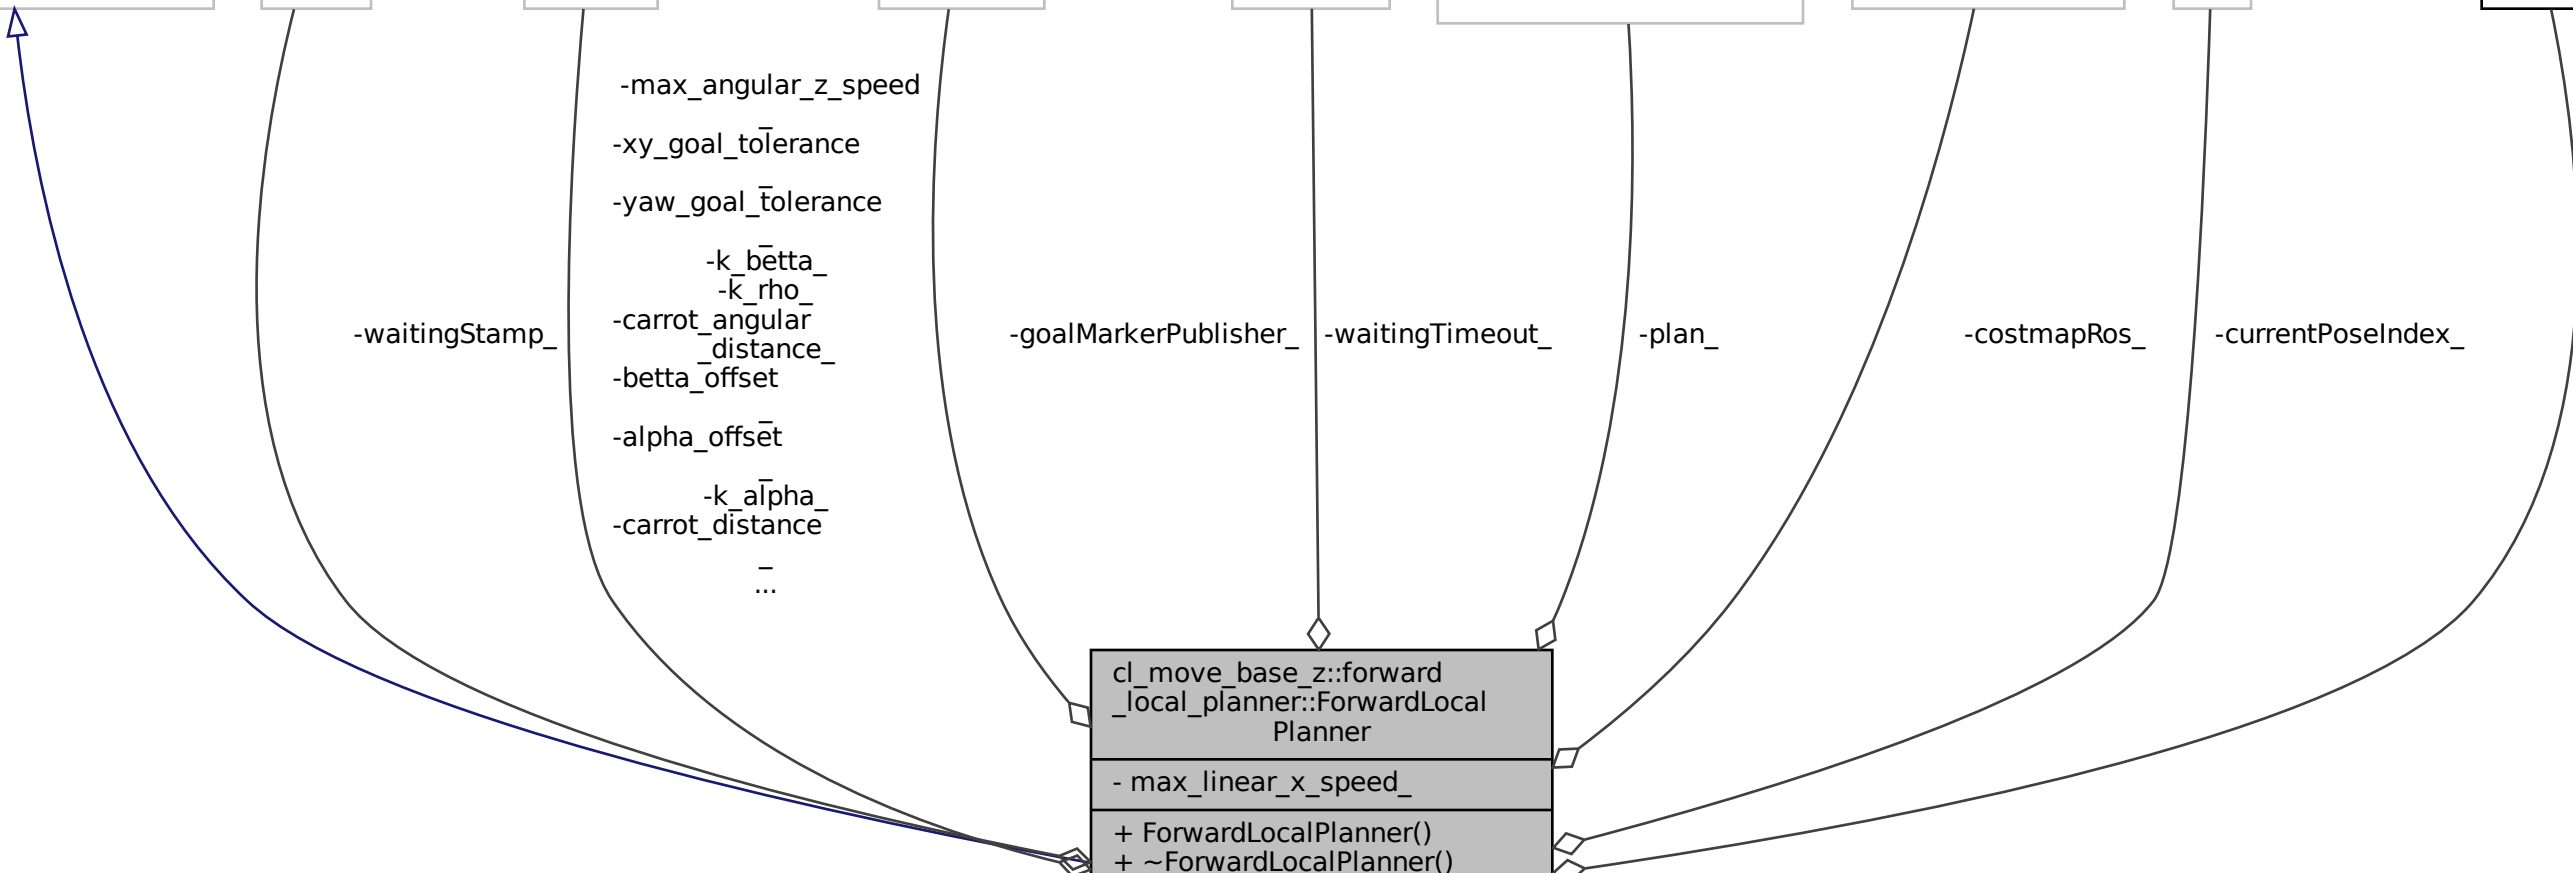 -max_angular_z_speed
_
-xy_goal_tolerance
_
-yaw_goal_tolerance
_
-k_betta_
-k_rho_
-carrot_angular
_distance_
-betta_offset
_
-alpha_offset
_
-k_alpha_
-carrot_distance
_
...
-waitingStamp_
-goalMarkerPublisher_
-waitingTimeout_
-plan_
-costmapRos_
-currentPoseIndex_
cl_move_base_z::forward
_local_planner::ForwardLocal
Planner
- max_linear_x_speed_
+ ForwardLocalPlanner()
+ ~ForwardLocalPlanner()